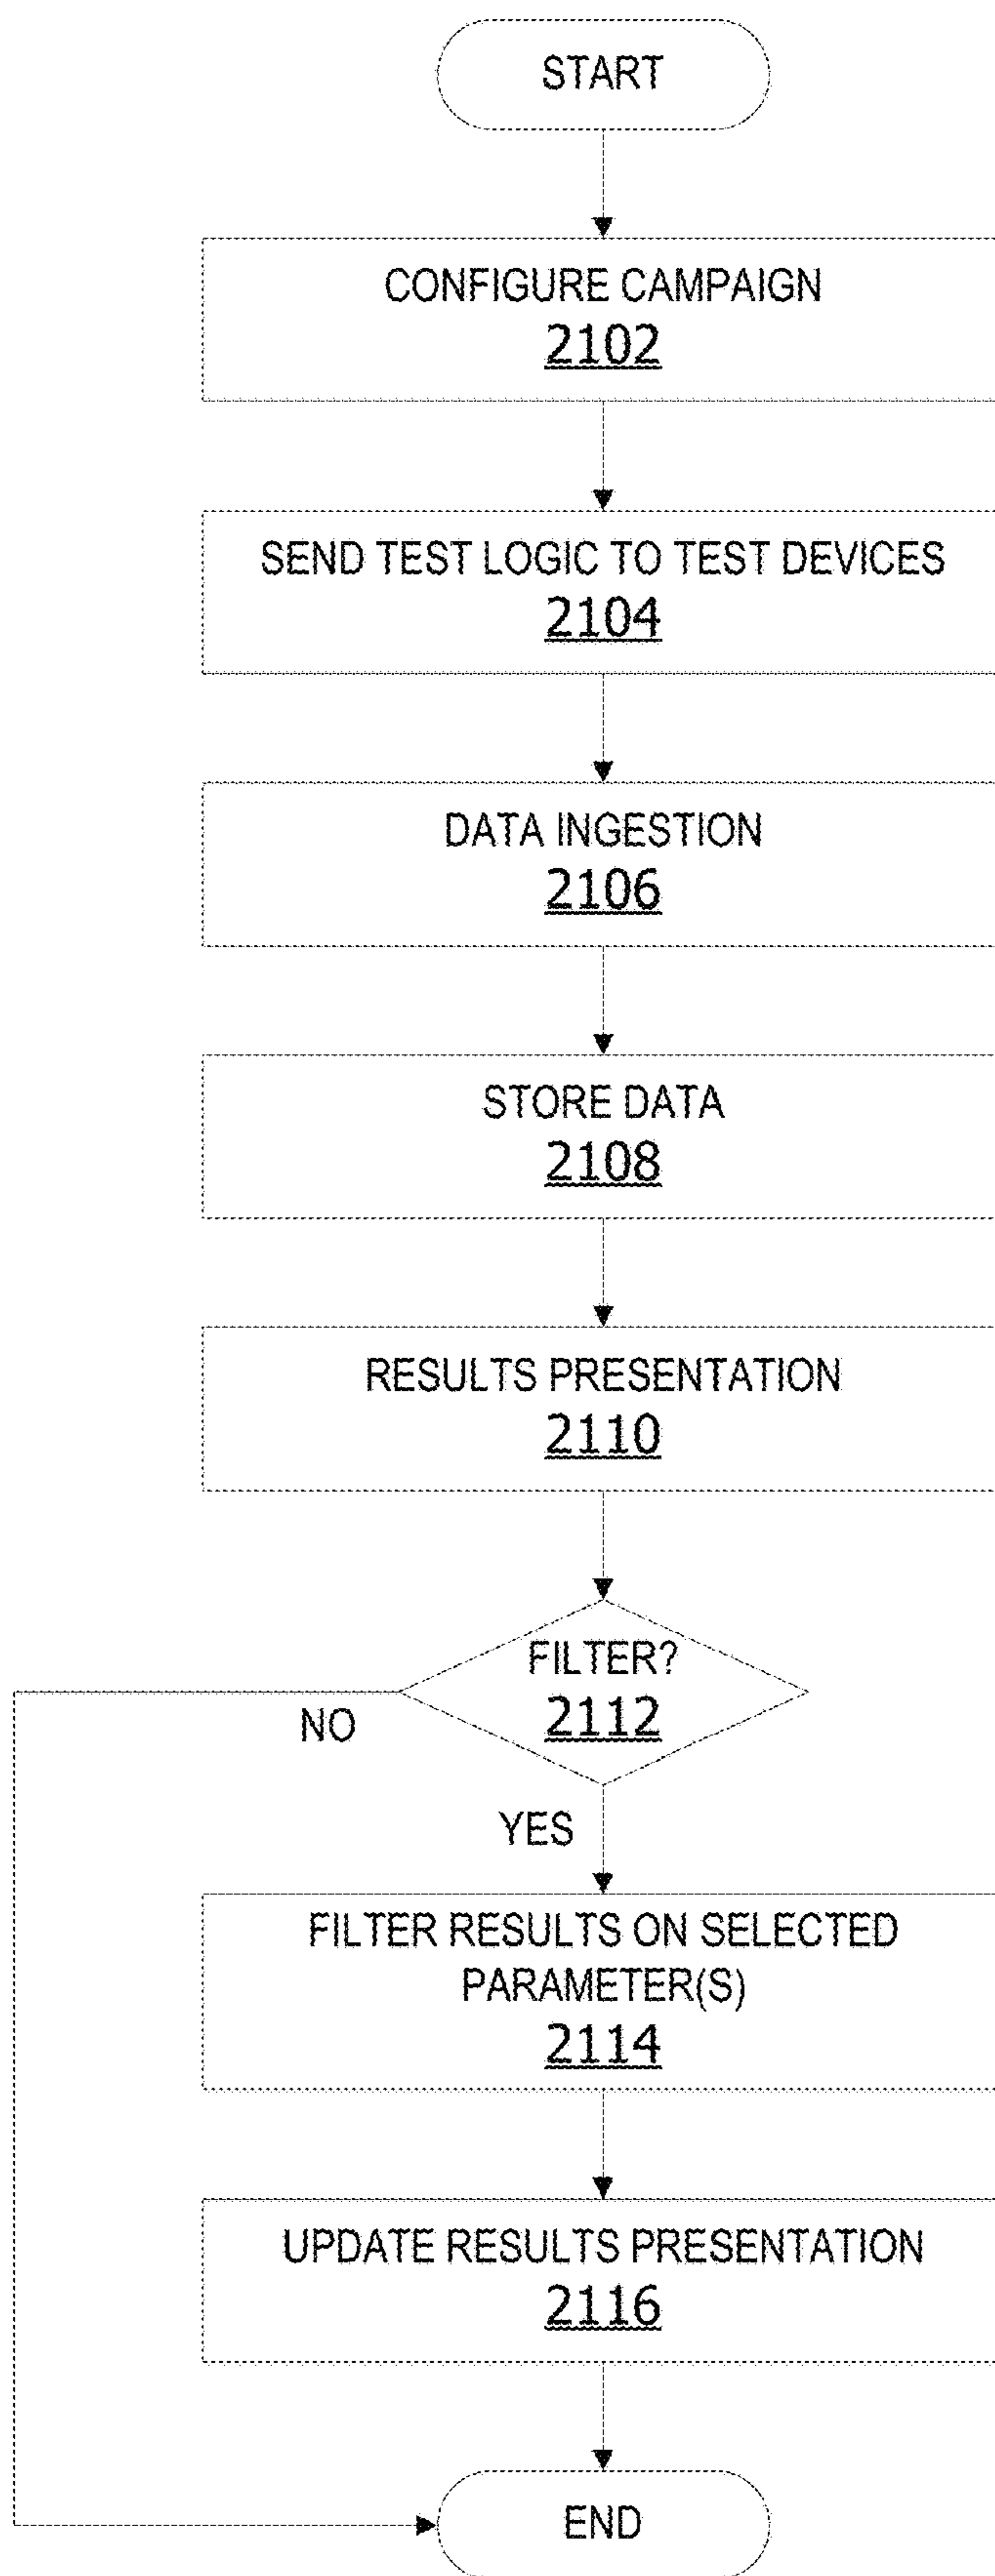 START
CONFIGURE CAMPAIGN
2102
SEND TEST LOGIC TO TEST DEVICES
2104
DATA INGESTION
2106
STORE DATA
2108
RESULTS PRESENTATION
2110
FILTER?
2112
NO
YES
FILTER RESULTS ON SELECTED
PARAMETER(S)
2114
UPDATE RESULTS PRESENTATION
2116
END